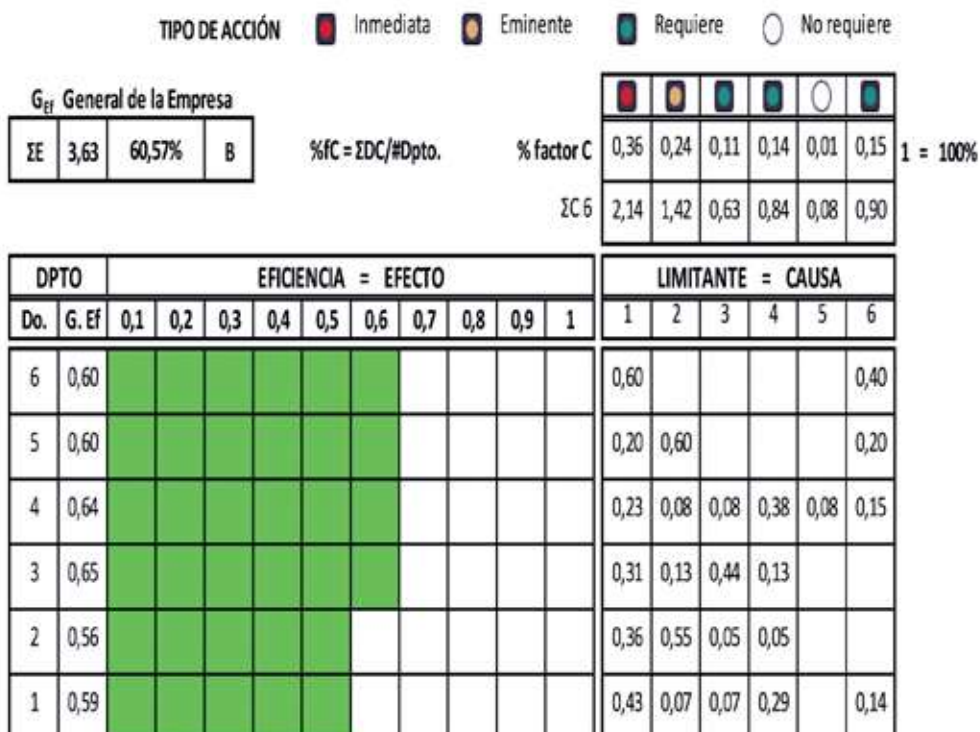 TIPO DE ACCIÓN Inmediata Eminente Requiere No requiere
G_Ef General de la Empresa
ΣE 3,63 60,57% B %fC = ΣDC/#Dpto. % factor C 0,36 0,24 0,11 0,14 0,01 0,15 1 = 100%
ΣC 6 2,14 1,42 0,63 0,84 0,08 0,90
DPTO EFICIENCIA = EFECTO LIMITANTE = CAUSA
Do. G. Ef 0,1 0,2 0,3 0,4 0,5 0,6 0,7 0,8 0,9 1 1 2 3 4 5 6
6 0,60 0,60 0,40
5 0,60 0,20 0,60 0,20
4 0,64 0,23 0,08 0,08 0,38 0,08 0,15
3 0,65 0,31 0,13 0,44 0,13
2 0,56 0,36 0,55 0,05 0,05
1 0,59 0,43 0,07 0,07 0,29 0,14